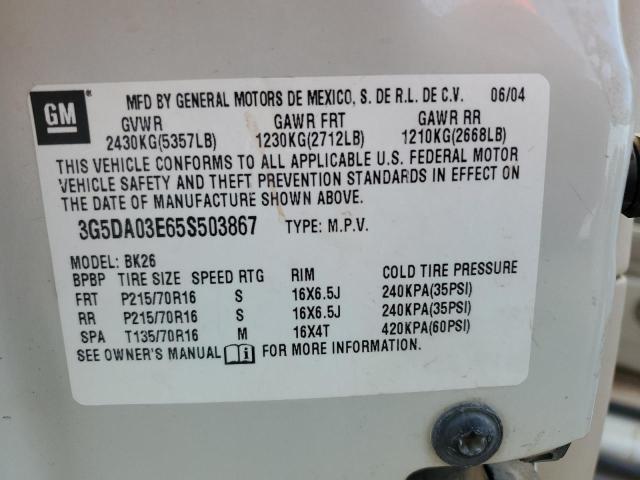 GM
MFD BY GENERAL MOTORS DE MEXICO, S. DE R.L. DE C.V. 06/04
GVWR GAWR FRT GAWR RR
2430KG(5357LB) 1230KG(2712LB) 1210KG(2668LB)
THIS VEHICLE CONFORMS TO ALL APPLICABLE U.S. FEDERAL MOTOR
VEHICLE SAFETY AND THEFT PREVENTION STANDARDS IN EFFECT ON
THE DATE OF MANUFACTURE SHOWN ABOVE.
3G5DA03E65S503867 TYPE: M.P.V.
MODEL: BK26
BPBP TIRE SIZE SPEED RTG RIM COLD TIRE PRESSURE
FRT P215/70R16 S 16X6.5J 240KPA(35PSI)
RR P215/70R16 S 16X6.5J 240KPA(35PSI)
SPA T135/70R16 M 16X4T 420KPA(60PSI)
SEE OWNER'S MANUAL i FOR MORE INFORMATION.